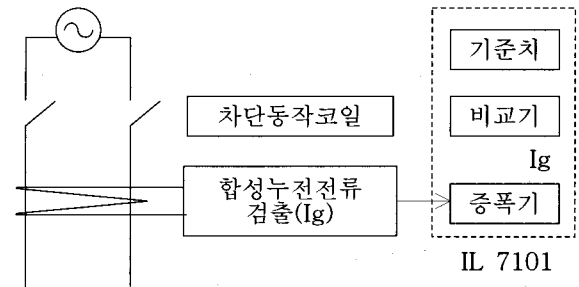 기준치
차단동작코일
비교기
Ig
합성누전전류
검출(Ig)
증폭기
IL 7101